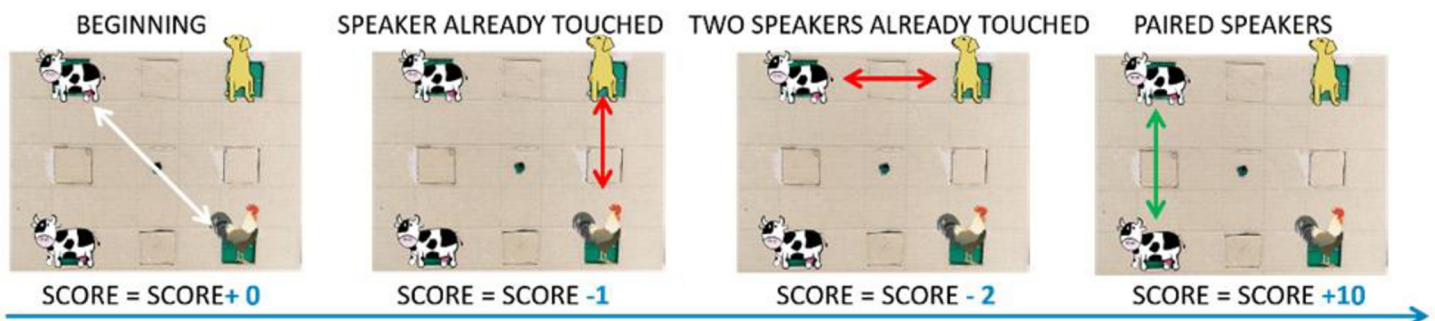 BEGINNING
SPEAKER ALREADY TOUCHED
TWO SPEAKERS ALREADY TOUCHED
PAIRED SPEAKERS
SCORE = SCORE+ 0
SCORE = SCORE -1
SCORE = SCORE - 2
SCORE = SCORE +10